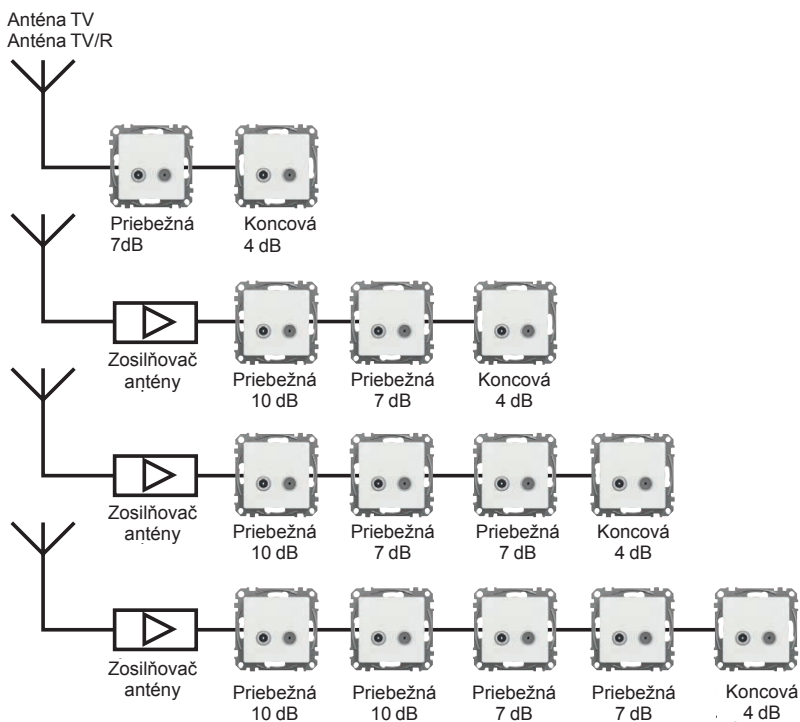 Anténa TV
Anténa TV/R
Priebežná
7dB
Koncová
4 dB
Zosilňovač
antény
Priebežná
10 dB
Priebežná
7 dB
Koncová
4 dB
Zosilňovač
antény
Priebežná
10 dB
Priebežná
7 dB
Priebežná
7 dB
Koncová
4 dB
Zosilňovač
antény
Priebežná
10 dB
Priebežná
10 dB
Priebežná
7 dB
Priebežná
7 dB
Koncová
4 dB